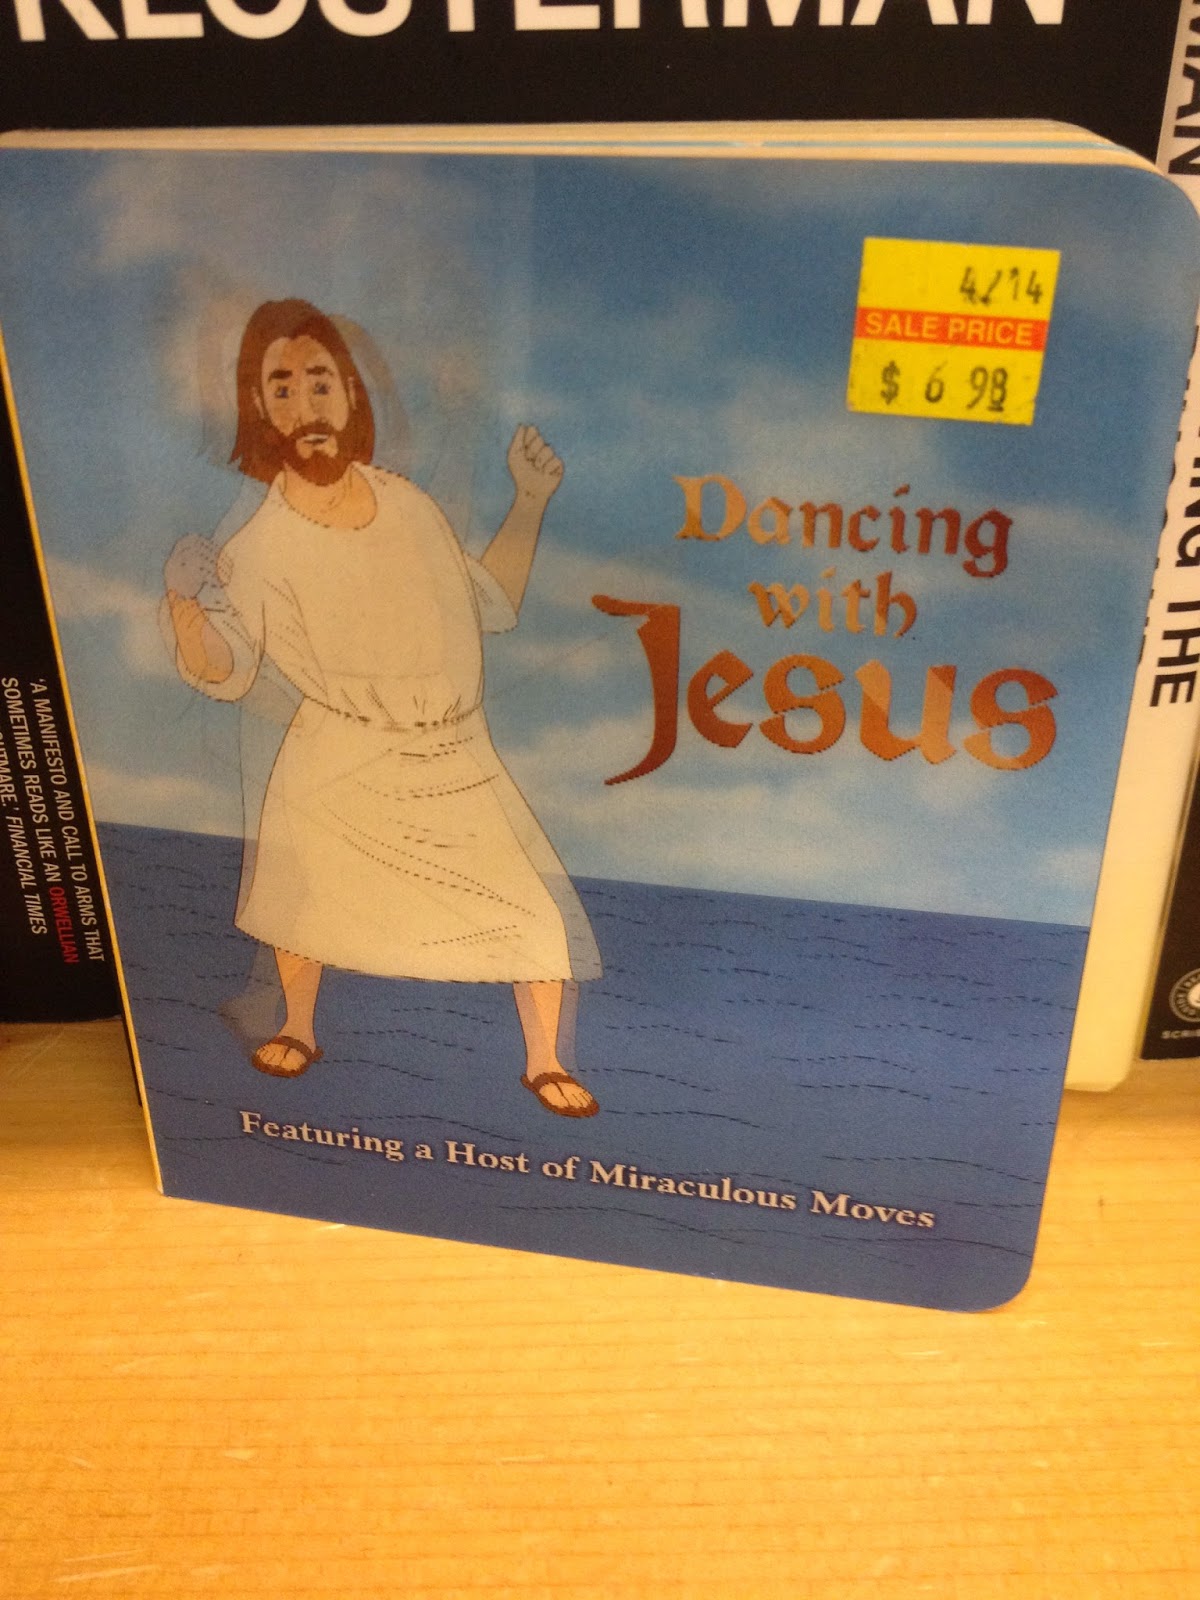 KLOSTERMAN
4/14
SALE PRICE
$ 6 98
Dancing
with
Jesus
Featuring a Host of Miraculous Moves
'A MANIFESTO AND CALL TO ARMS THAT
SOMETIMES READS LIKE AN ORWELLIAN
FINANCIAL TIMES
THE